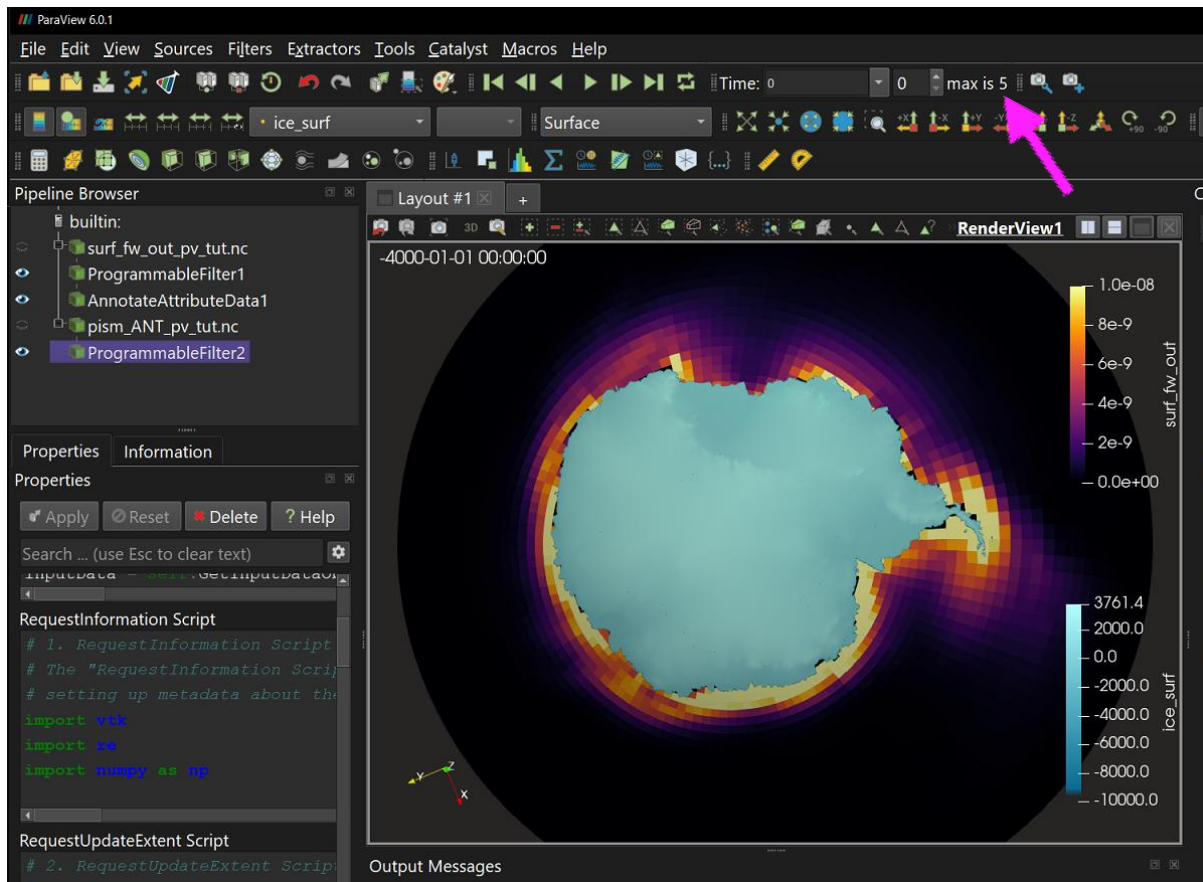 ParaView 6.0.1
File Edit View Sources Filters Extractors Tools Catalyst Macros Help
Time: 0 0 max is 5
ice_surf Surface +X -X +Y -Y -Z +90 -90
Pipeline Browser
builtin:
surf_fw_out_pv_tut.nc
ProgrammableFilter1
AnnotateAttributeData1
pism_ANT_pv_tut.nc
ProgrammableFilter2
Properties Information
Properties
Apply Reset Delete ? Help
Search ... (use Esc to clear text)
RequestInformation Script
# 1. RequestInformation Script
# The "RequestInformation Scrip
# setting up metadata about the
import vtk
import re
import numpy as np
RequestUpdateExtent Script
# 2. RequestUpdateExtent Script
Layout #1 +
3D RenderView1
-4000-01-01 00:00:00
1.0e-08
8e-9
6e-9
4e-9
2e-9
0.0e+00
surf_fw_out
3761.4
2000.0
0.0
-2000.0
-4000.0
-6000.0
-8000.0
-10000.0
ice_surf
Y Z X
Output Messages